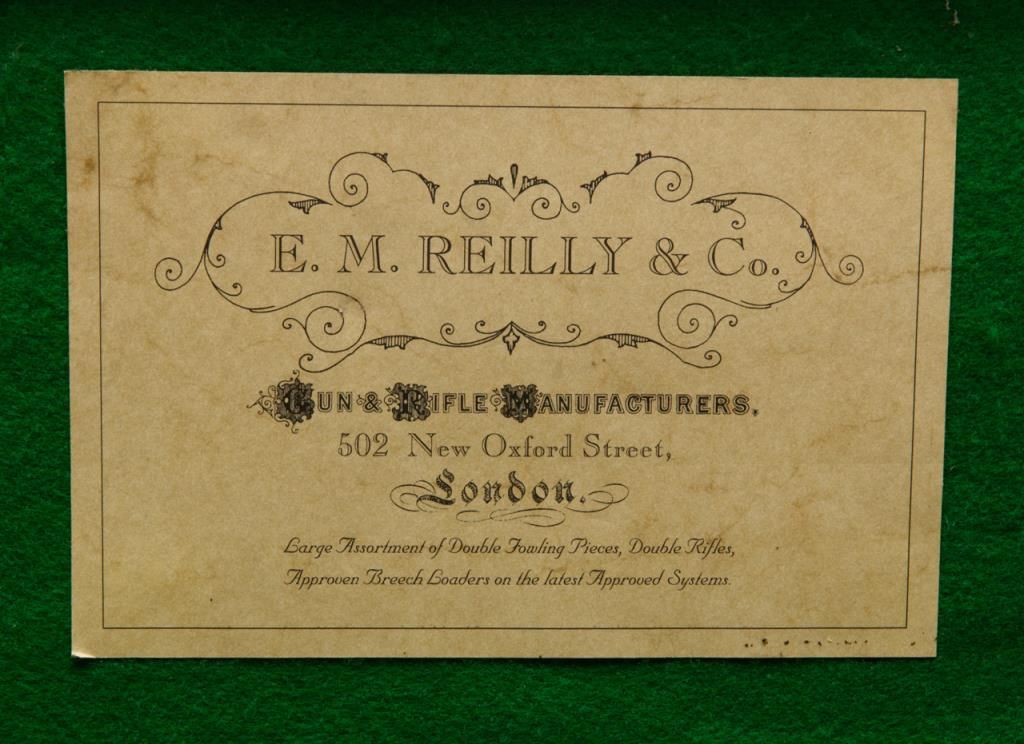 E. M. REILLY & Co.
GUN & RIFLE MANUFACTURERS.
502 New Oxford Street,
London.
Large Assortment of Double Fowling Pieces, Double Rifles,
Approven Breech Loaders on the latest Approved Systems.